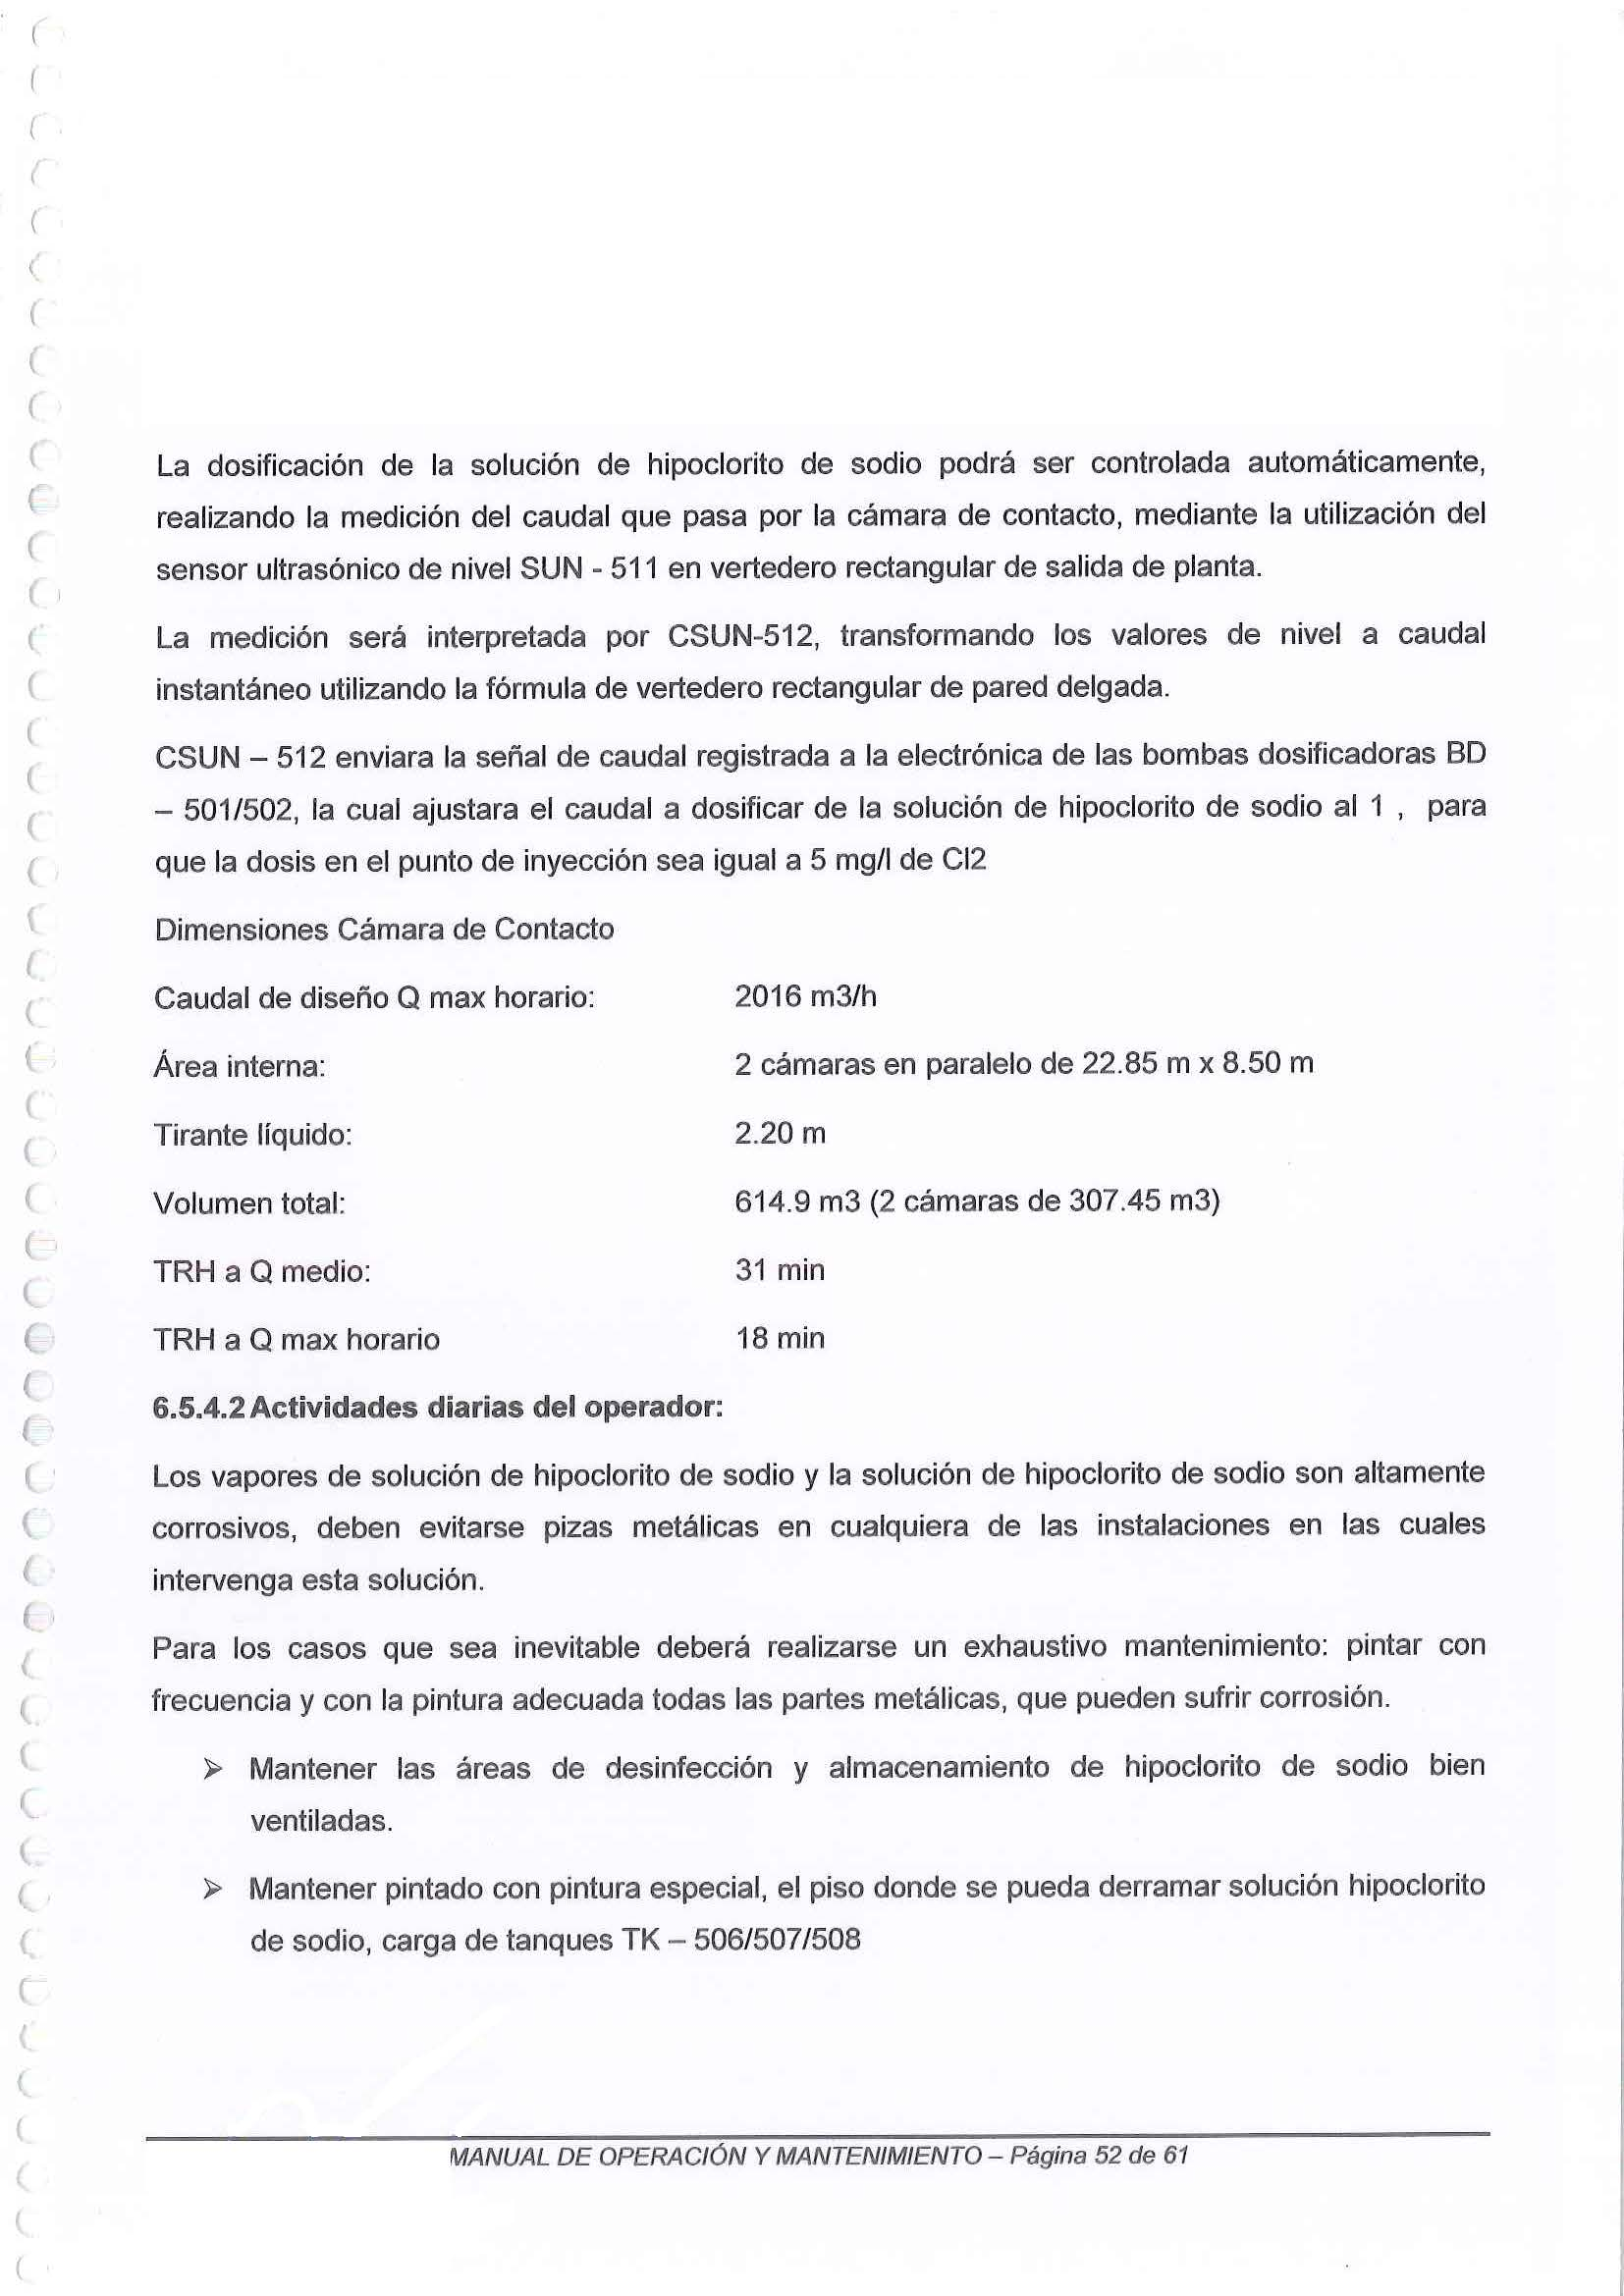 La dosificación de la solución de hipoclorito de sodio podrá ser controlada automáticamente,
realizando la medición del caudal que pasa por la cámara de contacto, mediante la utilización del
sensor ultrasónico de nivel SUN - 511 en vertedero rectangular de salida de planta.
La medición será interpretada por CSUN-512, transformando los valores de nivel a caudal
instantáneo utilizando la fórmula de vertedero rectangular de pared delgada.
CSUN – 512 enviara la señal de caudal registrada a la electrónica de las bombas dosificadoras BD
– 501/502, la cual ajustara el caudal a dosificar de la solución de hipoclorito de sodio al 1 , para
que la dosis en el punto de inyección sea igual a 5 mg/l de Cl2
Dimensiones Cámara de Contacto
Caudal de diseño Q max horario: 2016 m3/h
Área interna: 2 cámaras en paralelo de 22.85 m x 8.50 m
Tirante líquido: 2.20 m
Volumen total: 614.9 m3 (2 cámaras de 307.45 m3)
TRH a Q medio: 31 min
TRH a Q max horario 18 min
6.5.4.2 Actividades diarias del operador:
Los vapores de solución de hipoclorito de sodio y la solución de hipoclorito de sodio son altamente
corrosivos, deben evitarse pizas metálicas en cualquiera de las instalaciones en las cuales
intervenga esta solución.
Para los casos que sea inevitable deberá realizarse un exhaustivo mantenimiento: pintar con
frecuencia y con la pintura adecuada todas las partes metálicas, que pueden sufrir corrosión.
➢ Mantener las áreas de desinfección y almacenamiento de hipoclorito de sodio bien
ventiladas.
➢ Mantener pintado con pintura especial, el piso donde se pueda derramar solución hipoclorito
de sodio, carga de tanques TK – 506/507/508
MANUAL DE OPERACIÓN Y MANTENIMIENTO – Página 52 de 61